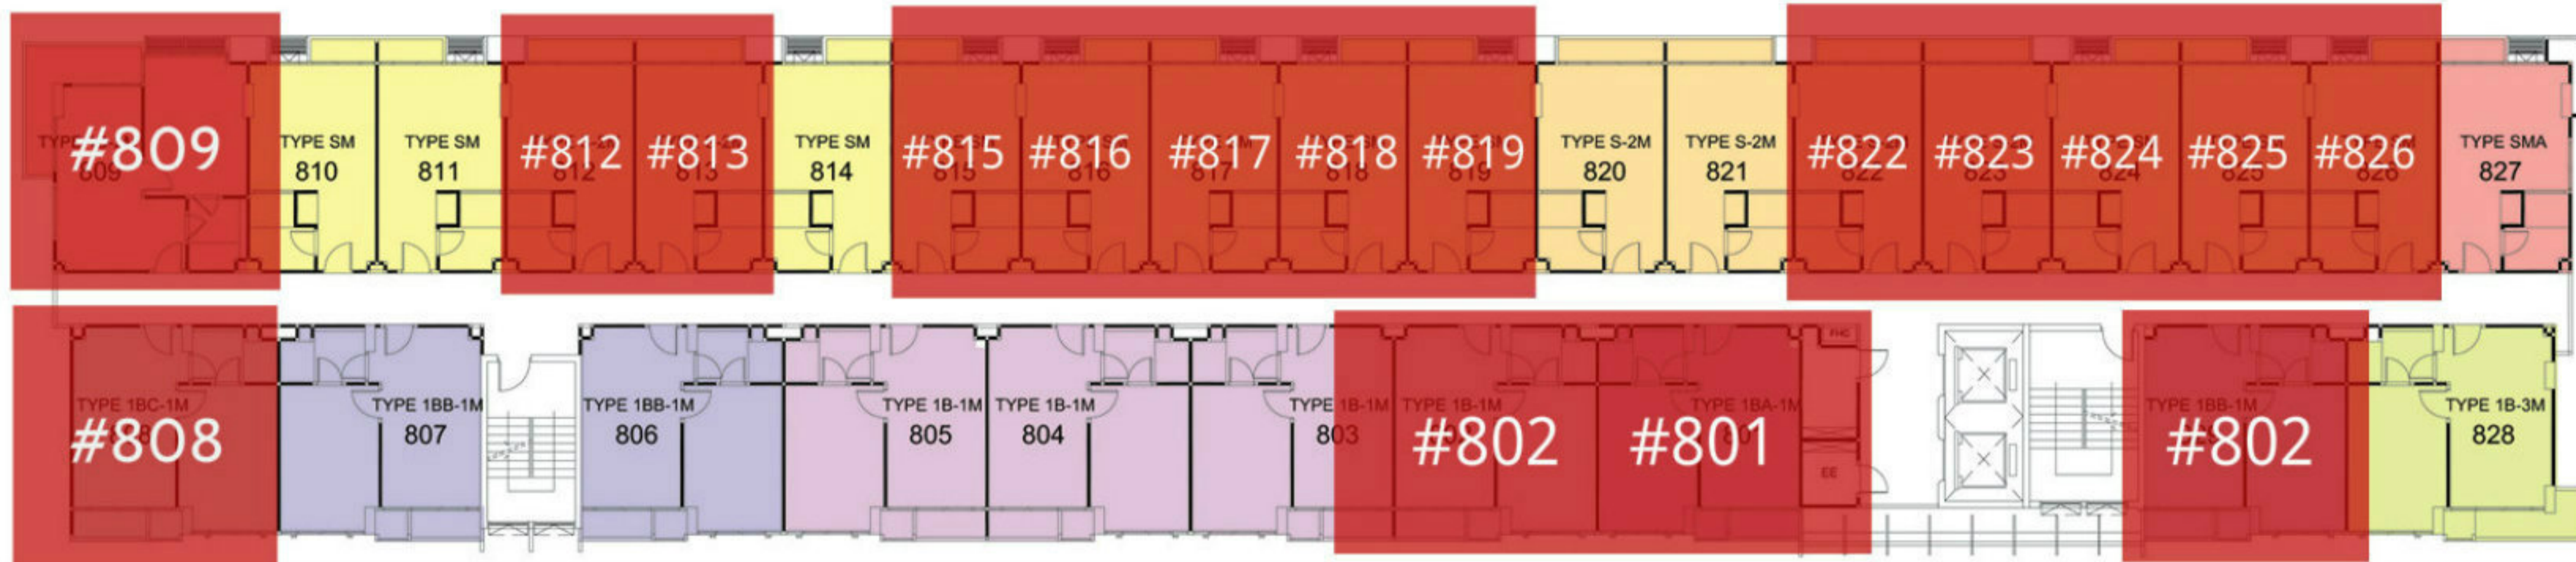 #809
TYPE SM
810
TYPE SM
811
#812
#813
TYPE SM
814
#815
#816
#817
#818
#819
TYPE S-2M
820
TYPE S-2M
821
#822
#823
#824
#825
#826
TYPE SMA
827
TYPE 1BC-1M
#808
TYPE 1BB-1M
807
TYPE 1BB-1M
806
TYPE 1B-1M
805
TYPE 1B-1M
804
TYPE 1B-1M
803
TYPE 1B-1M
#802
TYPE 1BA-1M
#801
FHC
EE
TYPE 1BB-1M
#802
TYPE 1B-3M
828